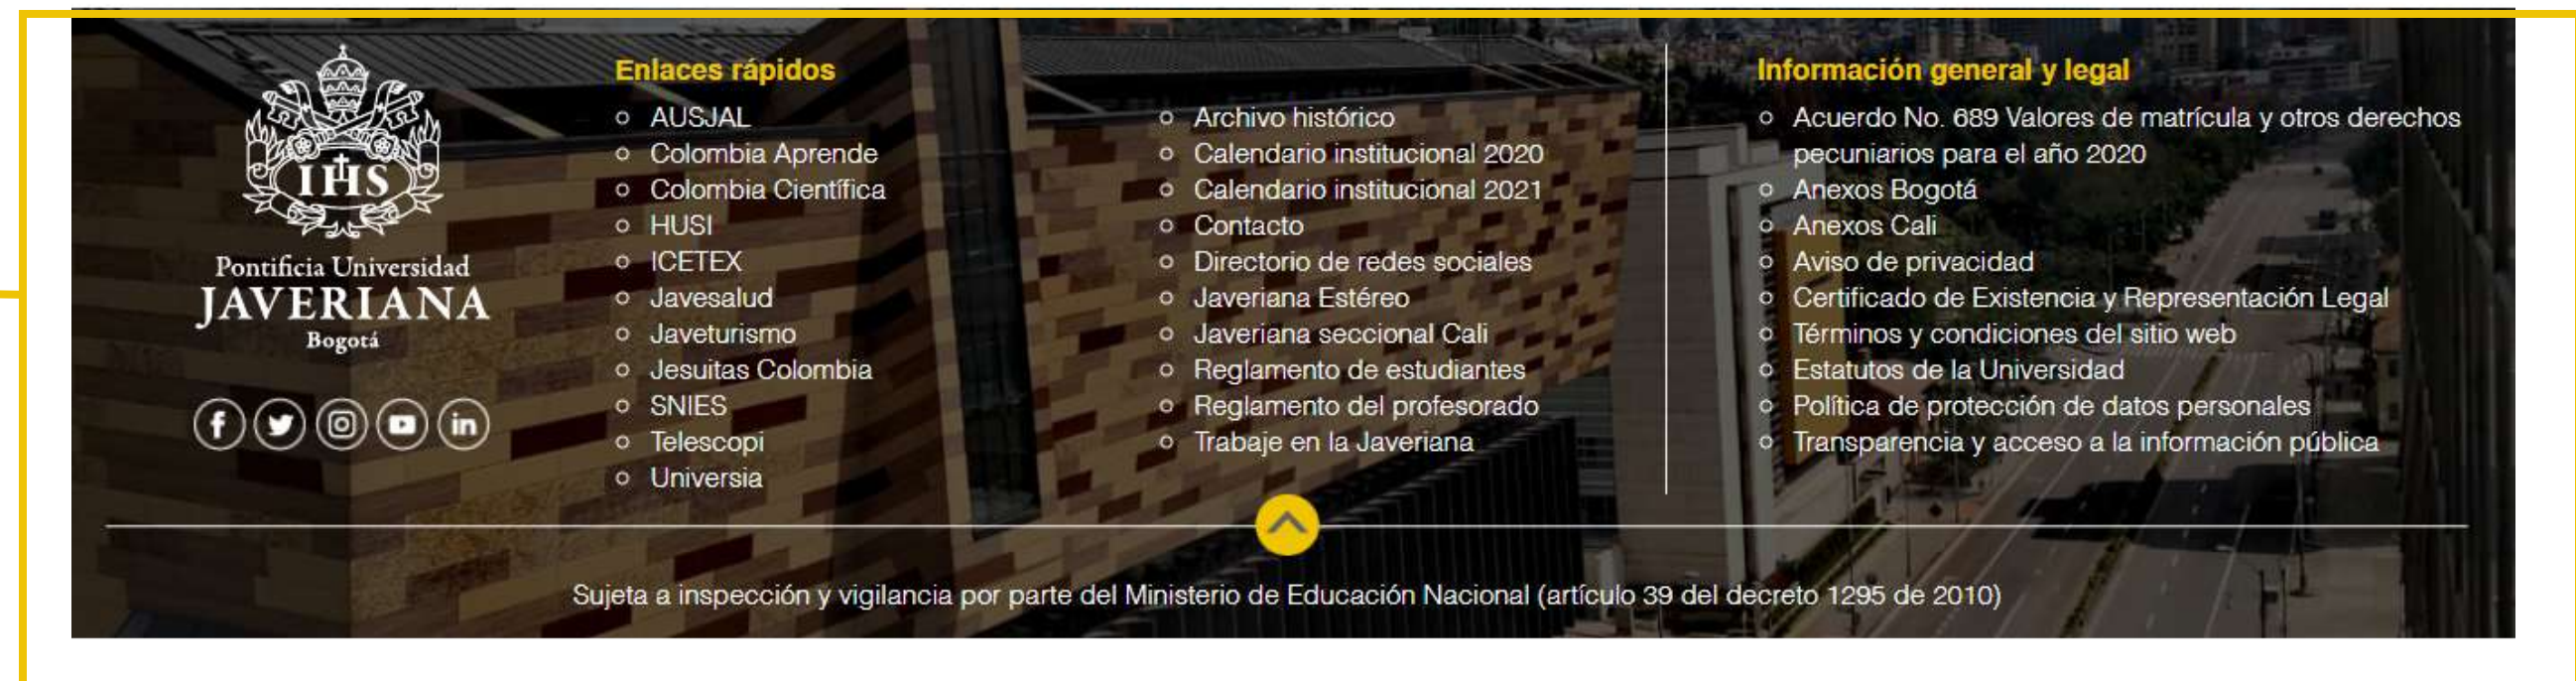 IHS
Pontificia Universidad
JAVERIANA
Bogotá
Enlaces rápidos
AUSJAL
Colombia Aprende
Colombia Científica
HUSI
ICETEX
Javesalud
Javeturismo
Jesuitas Colombia
SNIES
Telescopi
Universia
Archivo histórico
Calendario institucional 2020
Calendario institucional 2021
Contacto
Directorio de redes sociales
Javeriana Estéreo
Javeriana seccional Cali
Reglamento de estudiantes
Reglamento del profesorado
Trabaje en la Javeriana
Información general y legal
Acuerdo No. 689 Valores de matrícula y otros derechos
pecuniarios para el año 2020
Anexos Bogotá
Anexos Cali
Aviso de privacidad
Certificado de Existencia y Representación Legal
Términos y condiciones del sitio web
Estatutos de la Universidad
Política de protección de datos personales
Transparencia y acceso a la información pública
Sujeta a inspección y vigilancia por parte del Ministerio de Educación Nacional (artículo 39 del decreto 1295 de 2010)